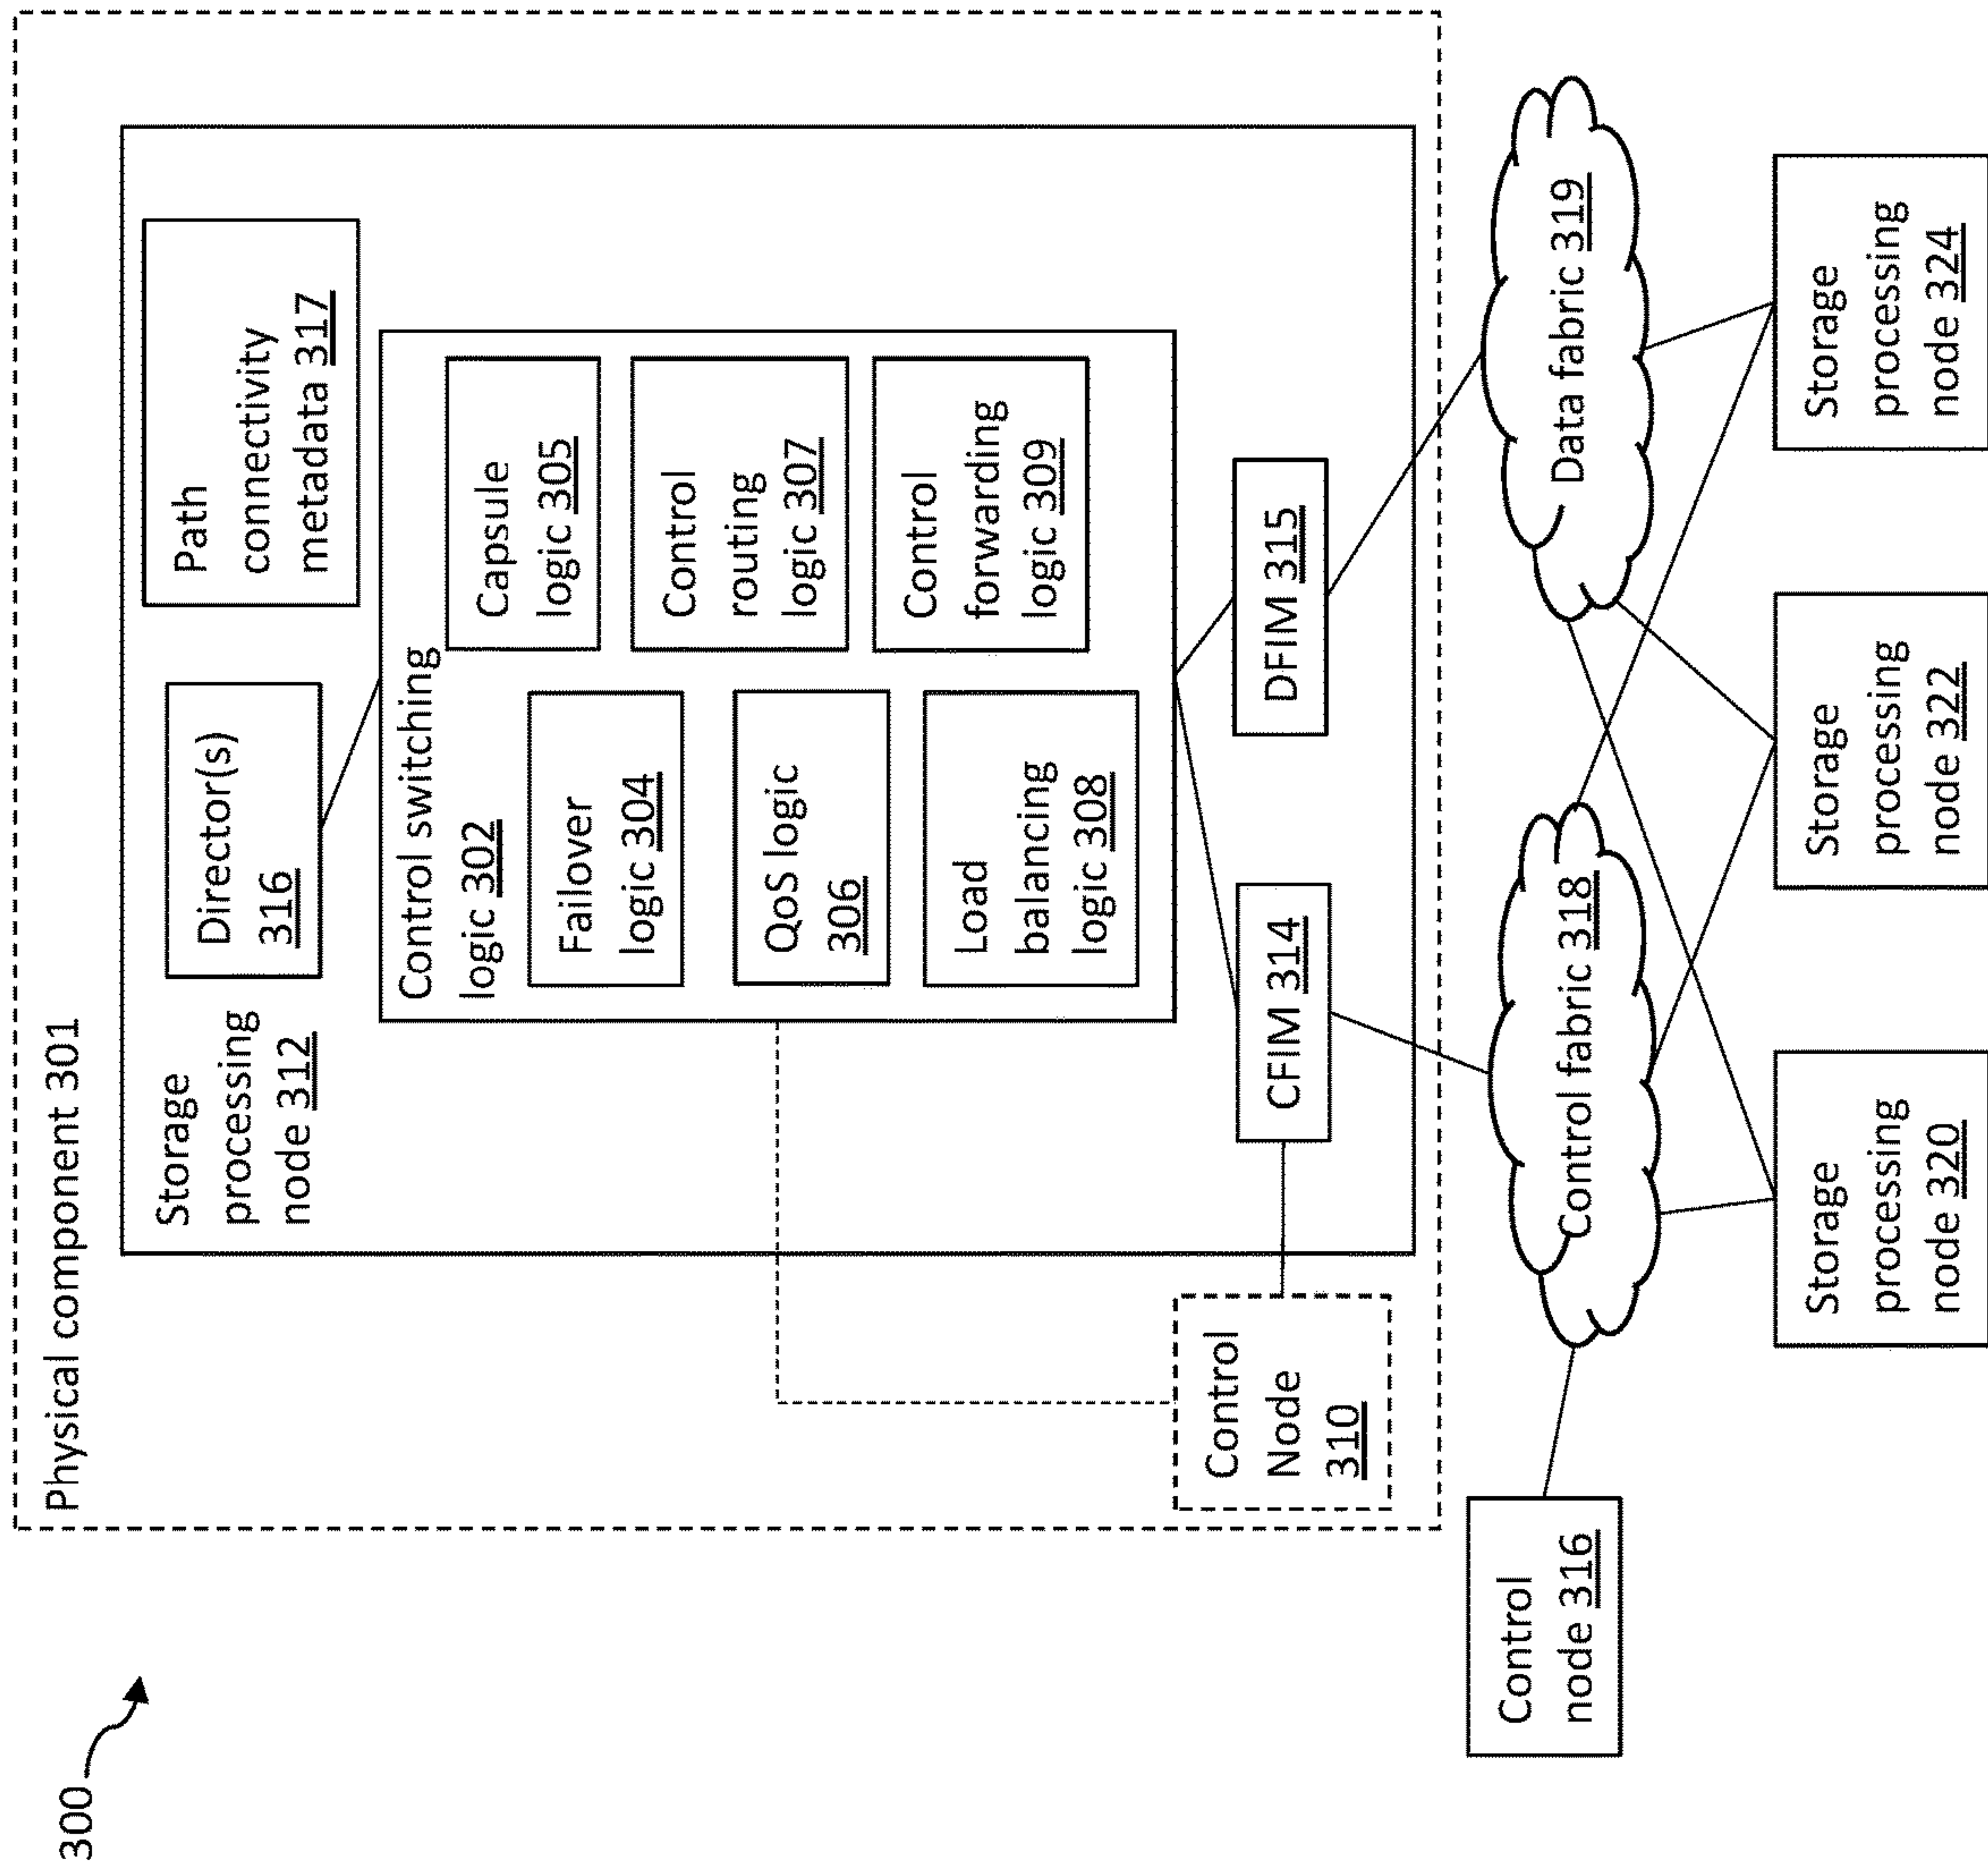 300
Physical component 301
Storage
processing
node 312
Director(s)
316
Path
connectivity
metadata 317
Control switching
logic 302
Failover
logic 304
Capsule
logic 305
QoS logic
306
Control
routing
logic 307
Load
balancing
logic 308
Control
forwarding
logic 309
Control
Node
310
CFIM 314
DFIM 315
Control
node 316
Control fabric 318
Data fabric 319
Storage
processing
node 320
Storage
processing
node 322
Storage
processing
node 324